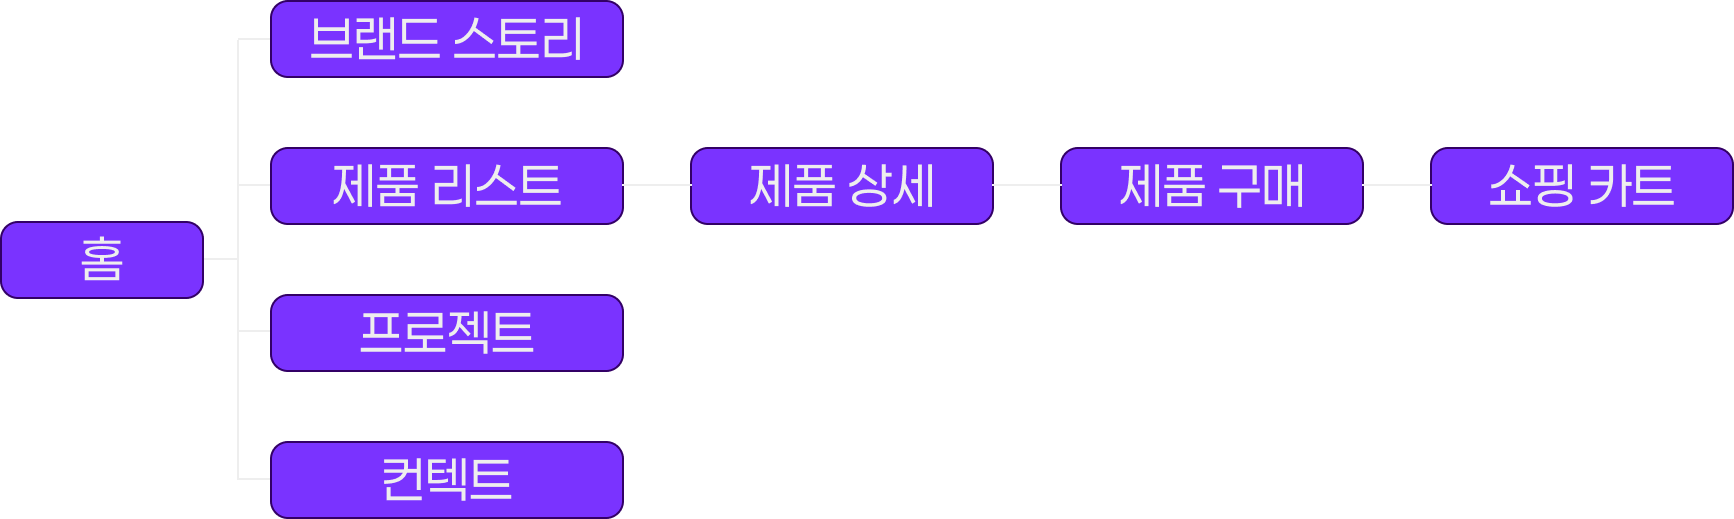 브랜드 스토리
제품 리스트
제품 상세
제품 구매
쇼핑 카트
홈
프로젝트
컨텍트